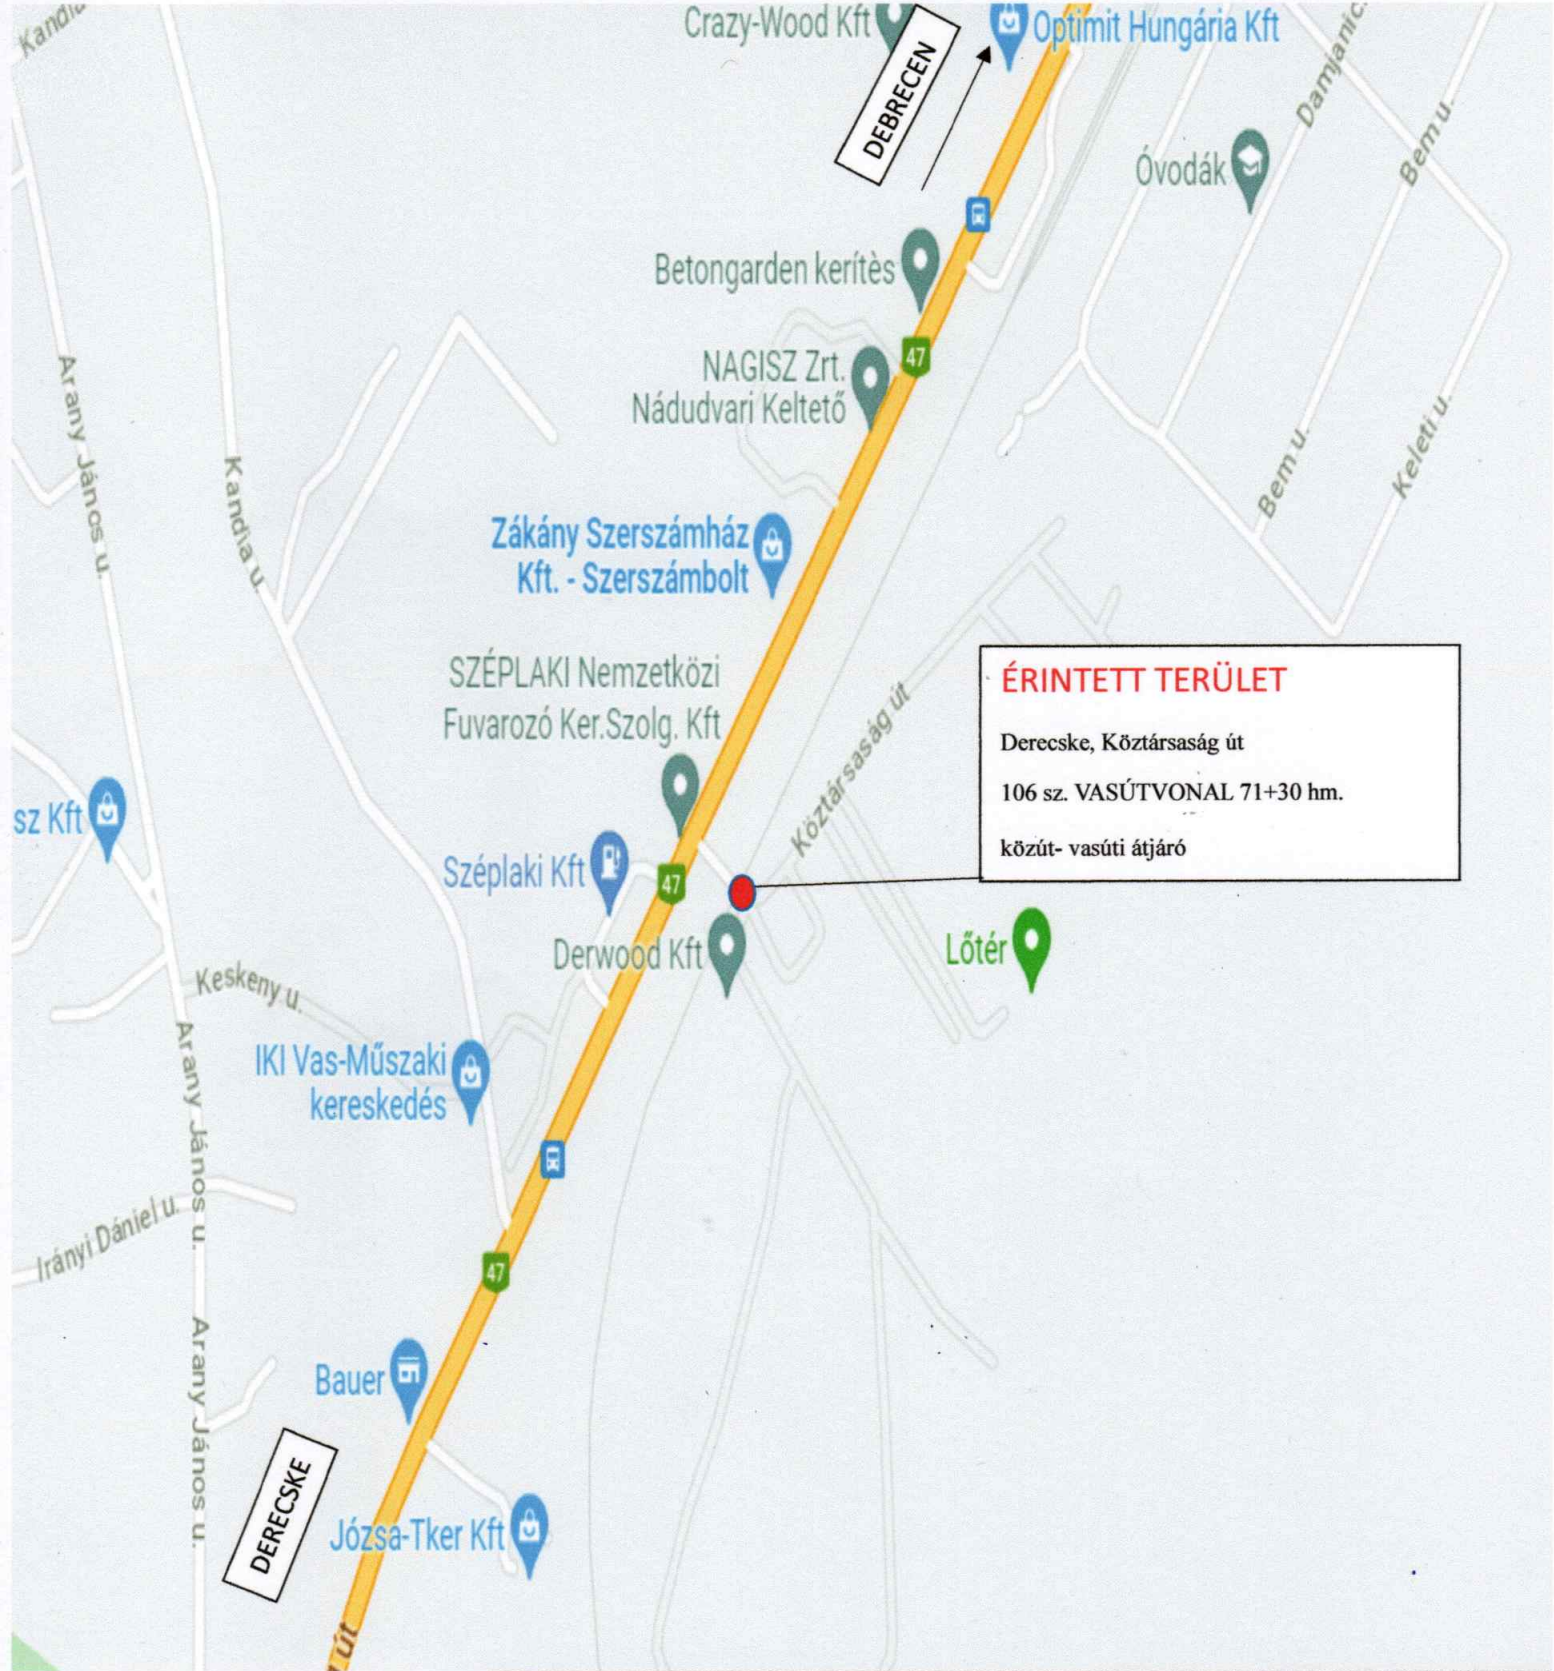 Kandia
Crazy-Wood Kft
Optimit Hungária Kft
DEBRECEN
Damjanic
Bem u.
Óvodák
Betongarden kerítès
47
NAGISZ Zrt.
Nádudvari Keltető
Arany János u.
Kandia u.
Bem u.
Keleti u.
Zákány Szerszámház
Kft. - Szerszámbolt
SZÉPLAKI Nemzetközi
Fuvarozó Ker.Szolg. Kft
Köztársaság út
ÉRINTETT TERÜLET
Derecske, Köztársaság út
106 sz. VASÚTVONAL 71+30 hm.
közút- vasúti átjáró
sz Kft
Széplaki Kft
47
Derwood Kft
Lőtér
Keskeny u.
IKI Vas-Műszaki
kereskedés
Arany János u.
Irányi Dániel u.
47
Arany János u.
Bauer
DERECSKE
Józsa-Tker Kft
út